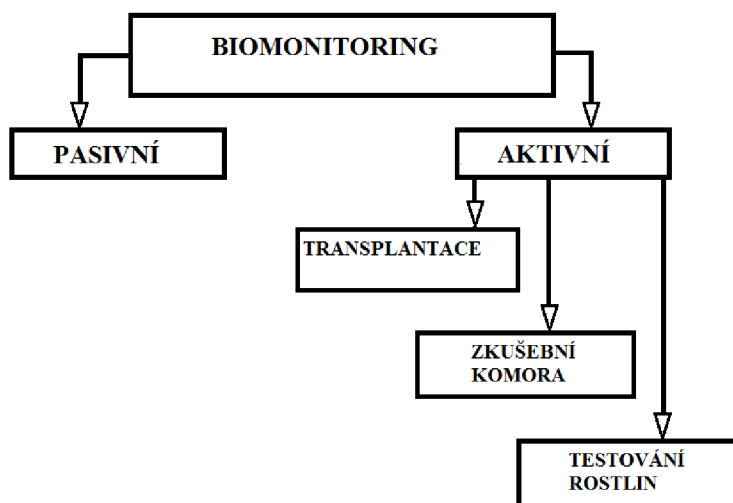 BIOMONITORING
PASIVNÍ
AKTIVNÍ
TRANSPLANTACE
ZKUŠEBNÍ
KOMORA
TESTOVÁNÍ
ROSTLIN